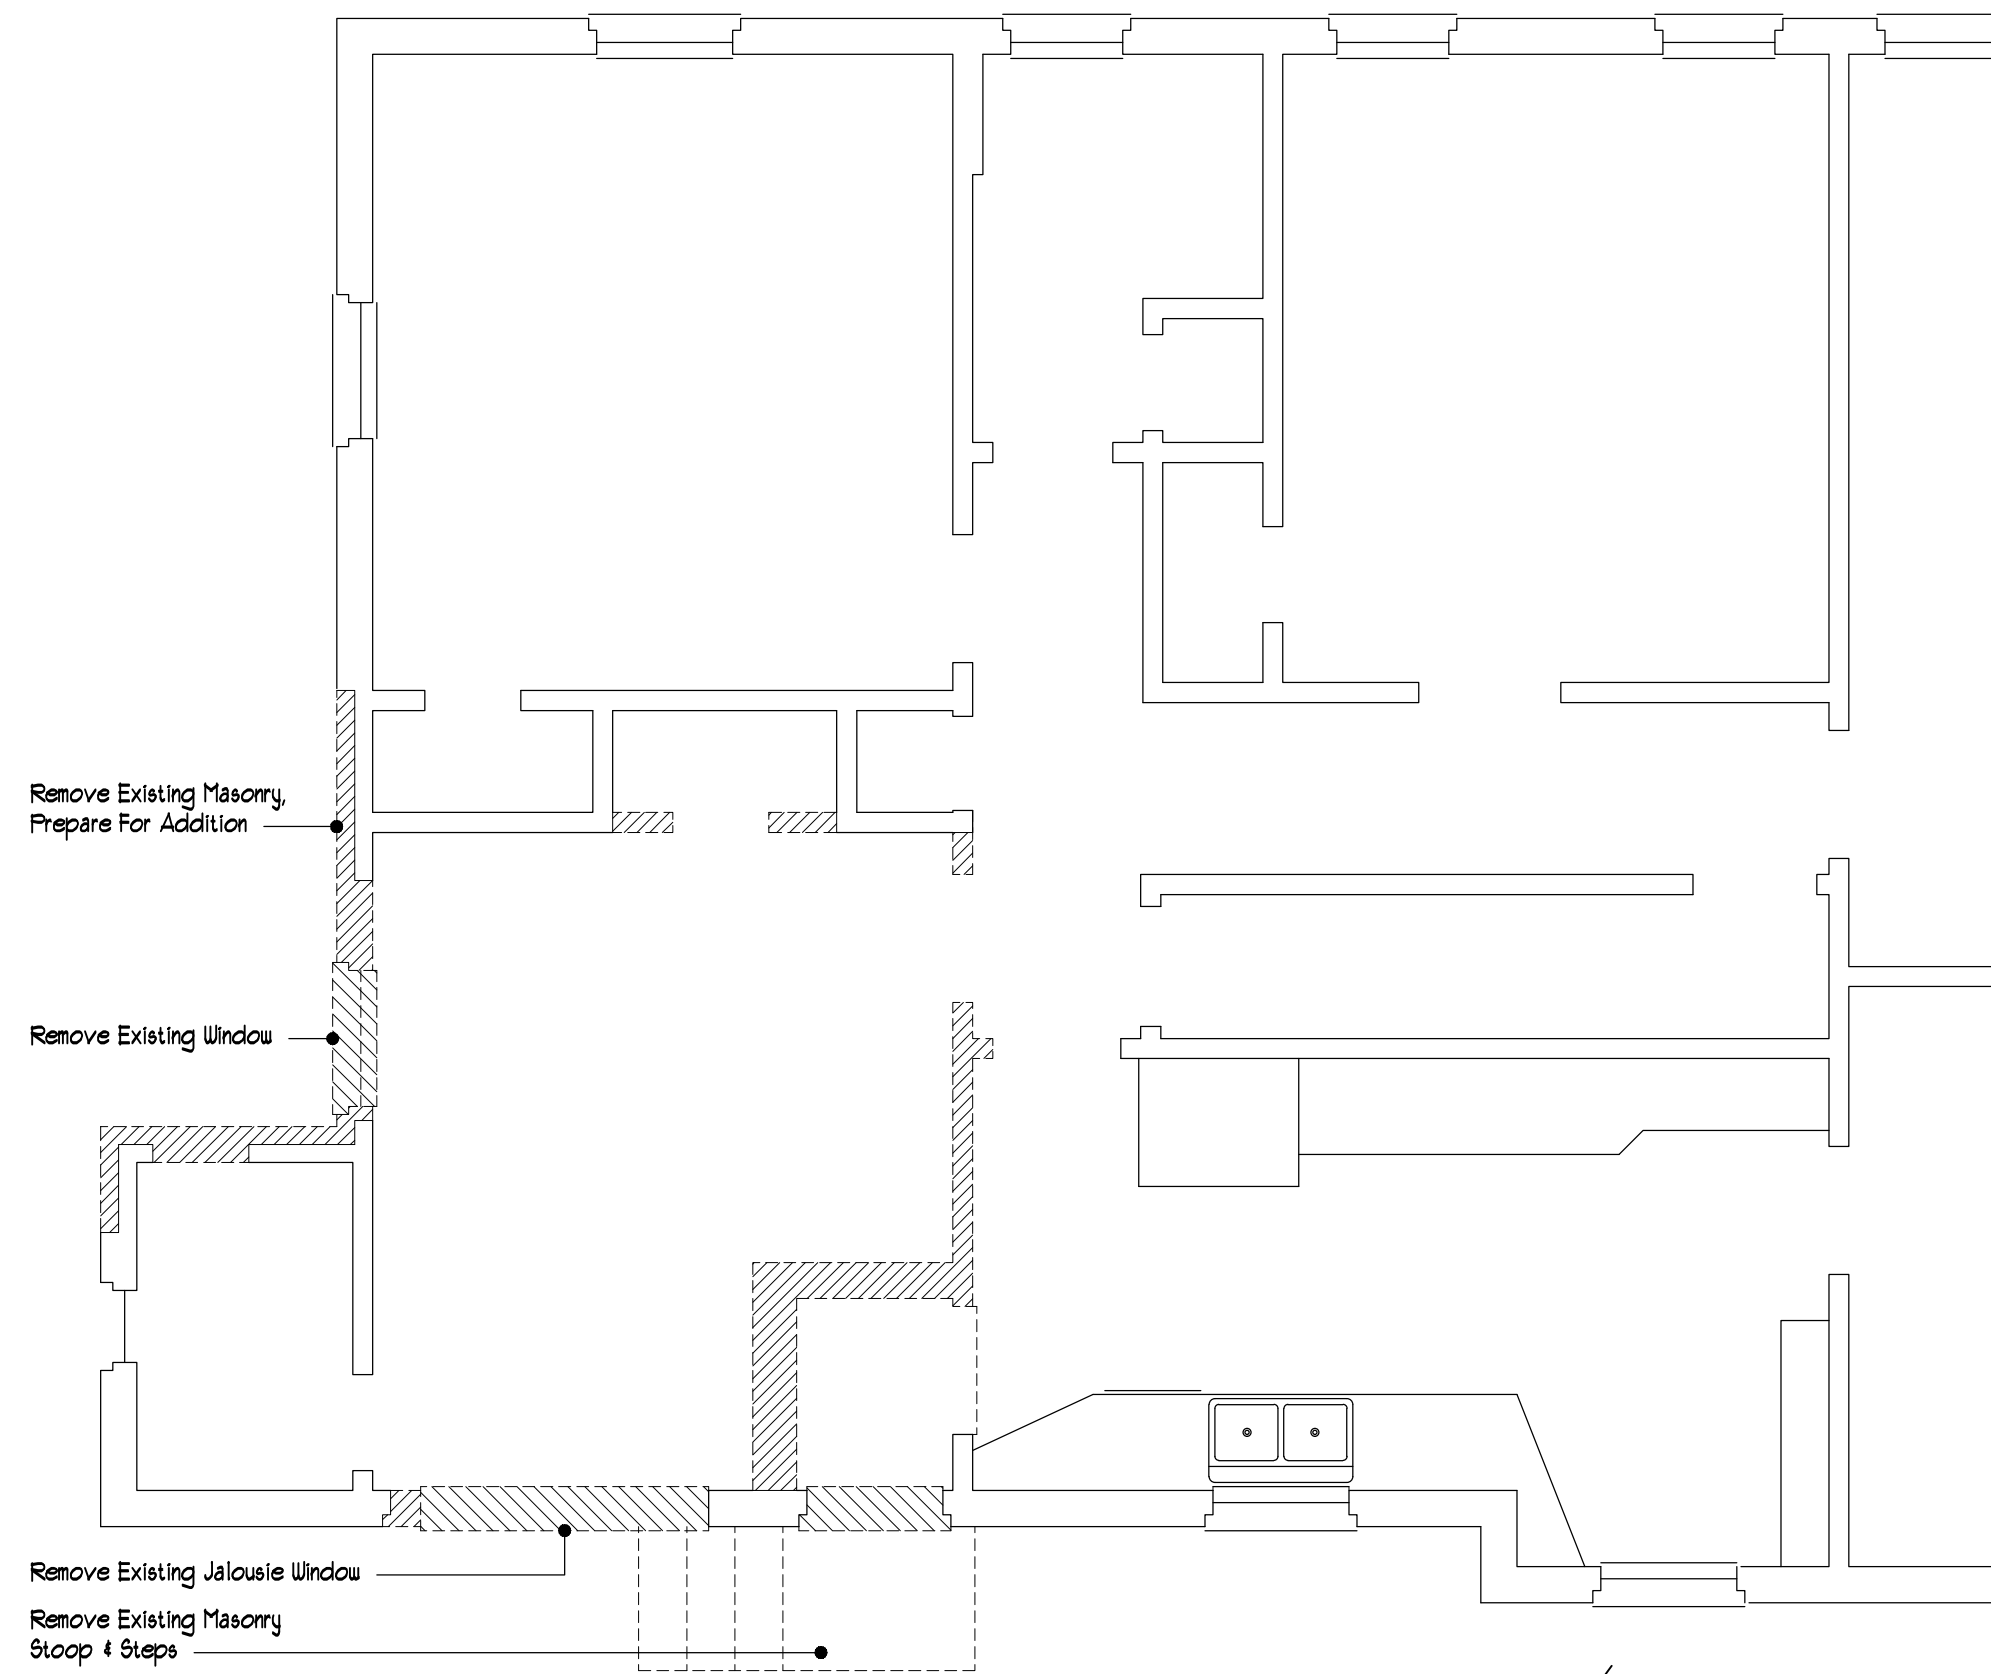 Remove Existing Masonry,
Prepare For Addition
Remove Existing Window
Remove Existing Jalousie Window
Remove Existing Masonry
Stoop & Steps